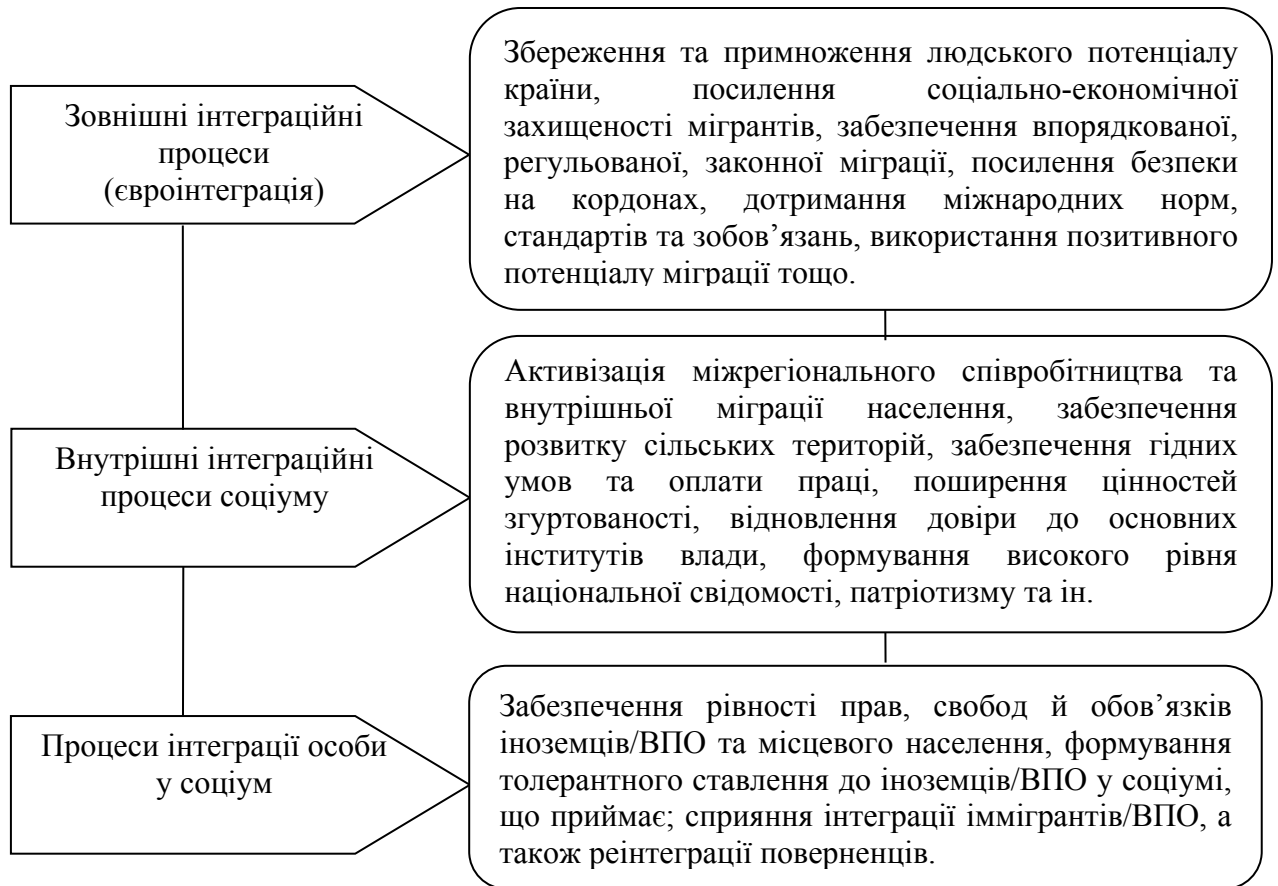 Зовнішні інтеграційні
процеси
(євроінтеграція)
Збереження та примноження людського потенціалу
країни, посилення соціально-економічної
захищеності мігрантів, забезпечення впорядкованої,
регульованої, законної міграції, посилення безпеки
на кордонах, дотримання міжнародних норм,
стандартів та зобов’язань, використання позитивного
потенціалу міграції тощо.
Внутрішні інтеграційні
процеси соціуму
Активізація міжрегіонального співробітництва та
внутрішньої міграції населення, забезпечення
розвитку сільських територій, забезпечення гідних
умов та оплати праці, поширення цінностей
згуртованості, відновлення довіри до основних
інститутів влади, формування високого рівня
національної свідомості, патріотизму та ін.
Процеси інтеграції особи
у соціум
Забезпечення рівності прав, свобод й обов’язків
іноземців/ВПО та місцевого населення, формування
толерантного ставлення до іноземців/ВПО у соціумі,
що приймає; сприяння інтеграції іммігрантів/ВПО, а
також реінтеграції поверненців.